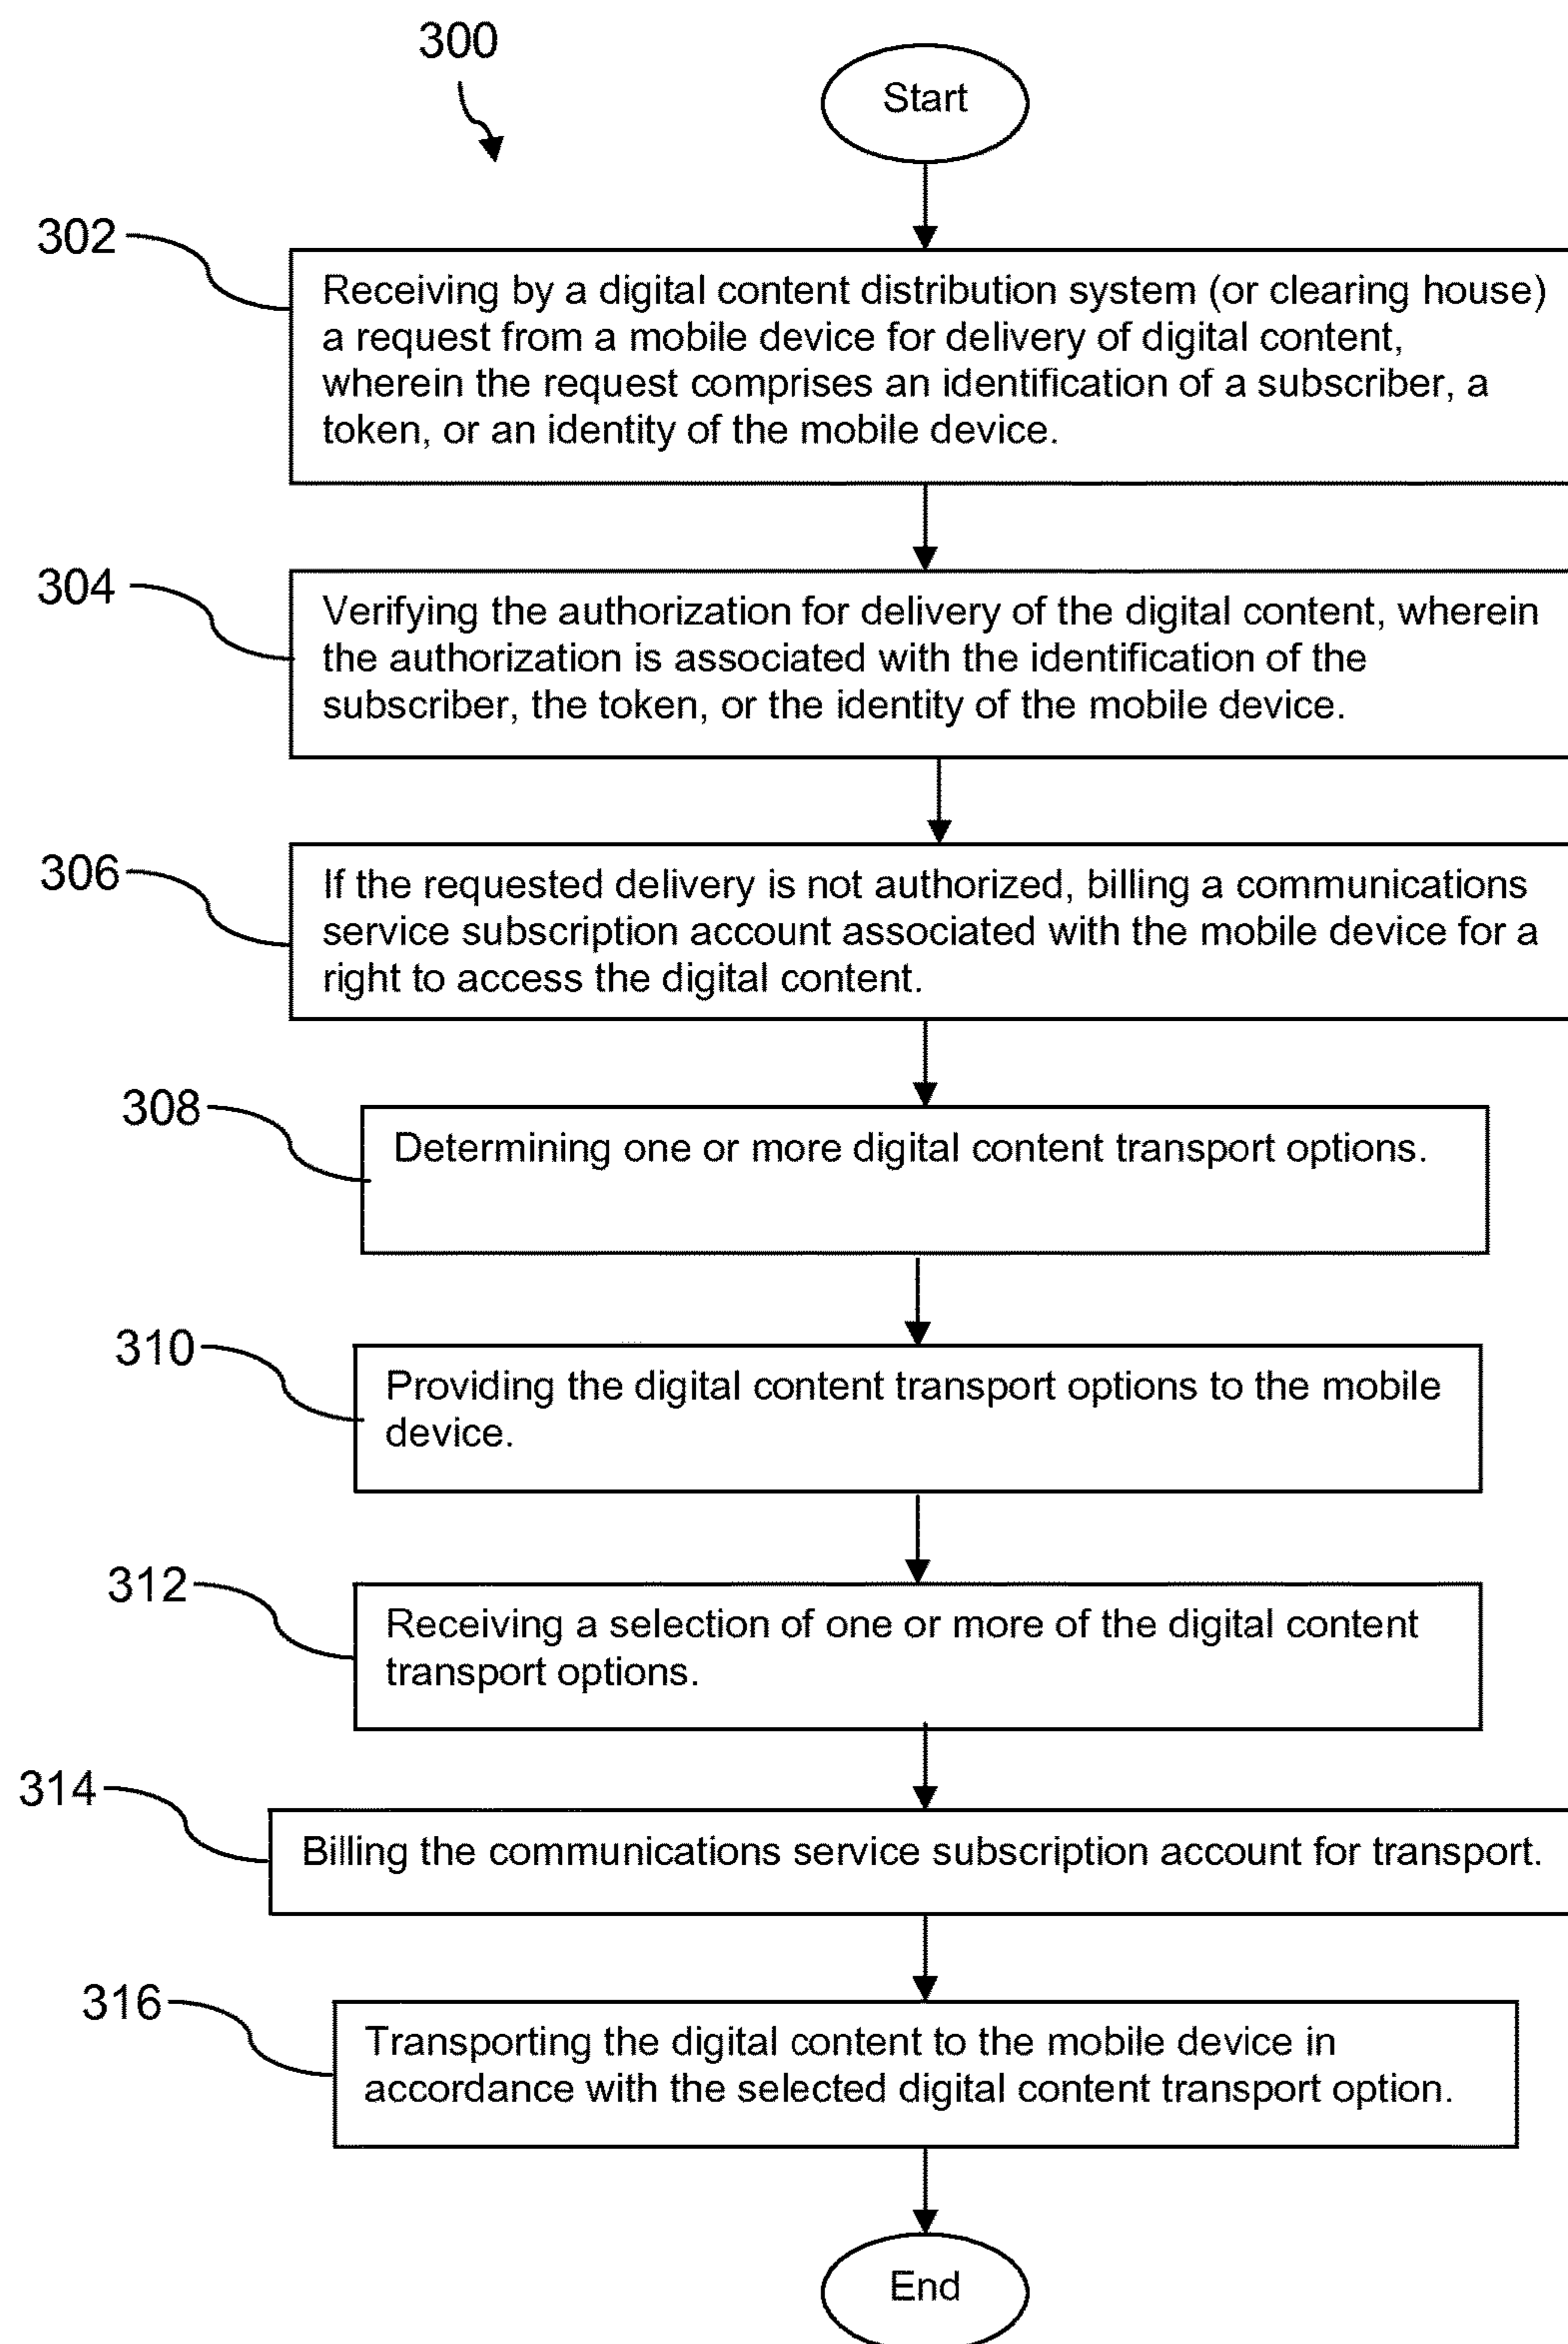 300
Start
302
Receiving by a digital content distribution system (or clearing house)
a request from a mobile device for delivery of digital content,
wherein the request comprises an identification of a subscriber, a
token, or an identity of the mobile device.
304
Verifying the authorization for delivery of the digital content, wherein
the authorization is associated with the identification of the
subscriber, the token, or the identity of the mobile device.
306
If the requested delivery is not authorized, billing a communications
service subscription account associated with the mobile device for a
right to access the digital content.
308
Determining one or more digital content transport options.
310
Providing the digital content transport options to the mobile
device.
312
Receiving a selection of one or more of the digital content
transport options.
314
Billing the communications service subscription account for transport.
316
Transporting the digital content to the mobile device in
accordance with the selected digital content transport option.
End